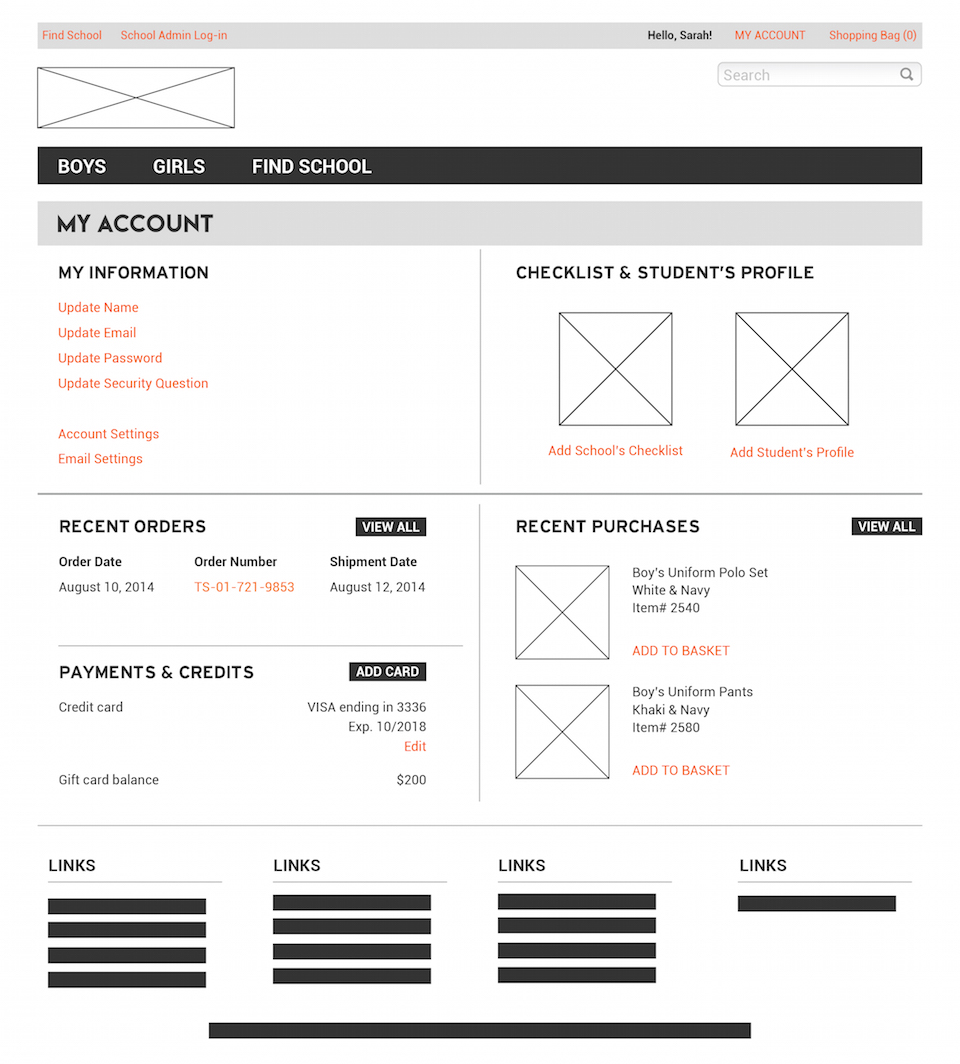 Find School School Admin Log-in Hello, Sarah! MY ACCOUNT Shopping Bag (0)
Search
BOYS GIRLS FIND SCHOOL
MY ACCOUNT
MY INFORMATION
Update Name
Update Email
Update Password
Update Security Question
Account Settings
Email Settings
CHECKLIST & STUDENT'S PROFILE
Add School's Checklist
Add Student's Profile
RECENT ORDERS VIEW ALL
Order Date Order Number Shipment Date
August 10, 2014 TS-01-721-9853 August 12, 2014
PAYMENTS & CREDITS ADD CARD
Credit card VISA ending in 3336
Exp. 10/2018
Edit
Gift card balance $200
RECENT PURCHASES VIEW ALL
Boy's Uniform Polo Set
White & Navy
Item# 2540
ADD TO BASKET
Boy's Uniform Pants
Khaki & Navy
Item# 2580
ADD TO BASKET
LINKS LINKS LINKS LINKS